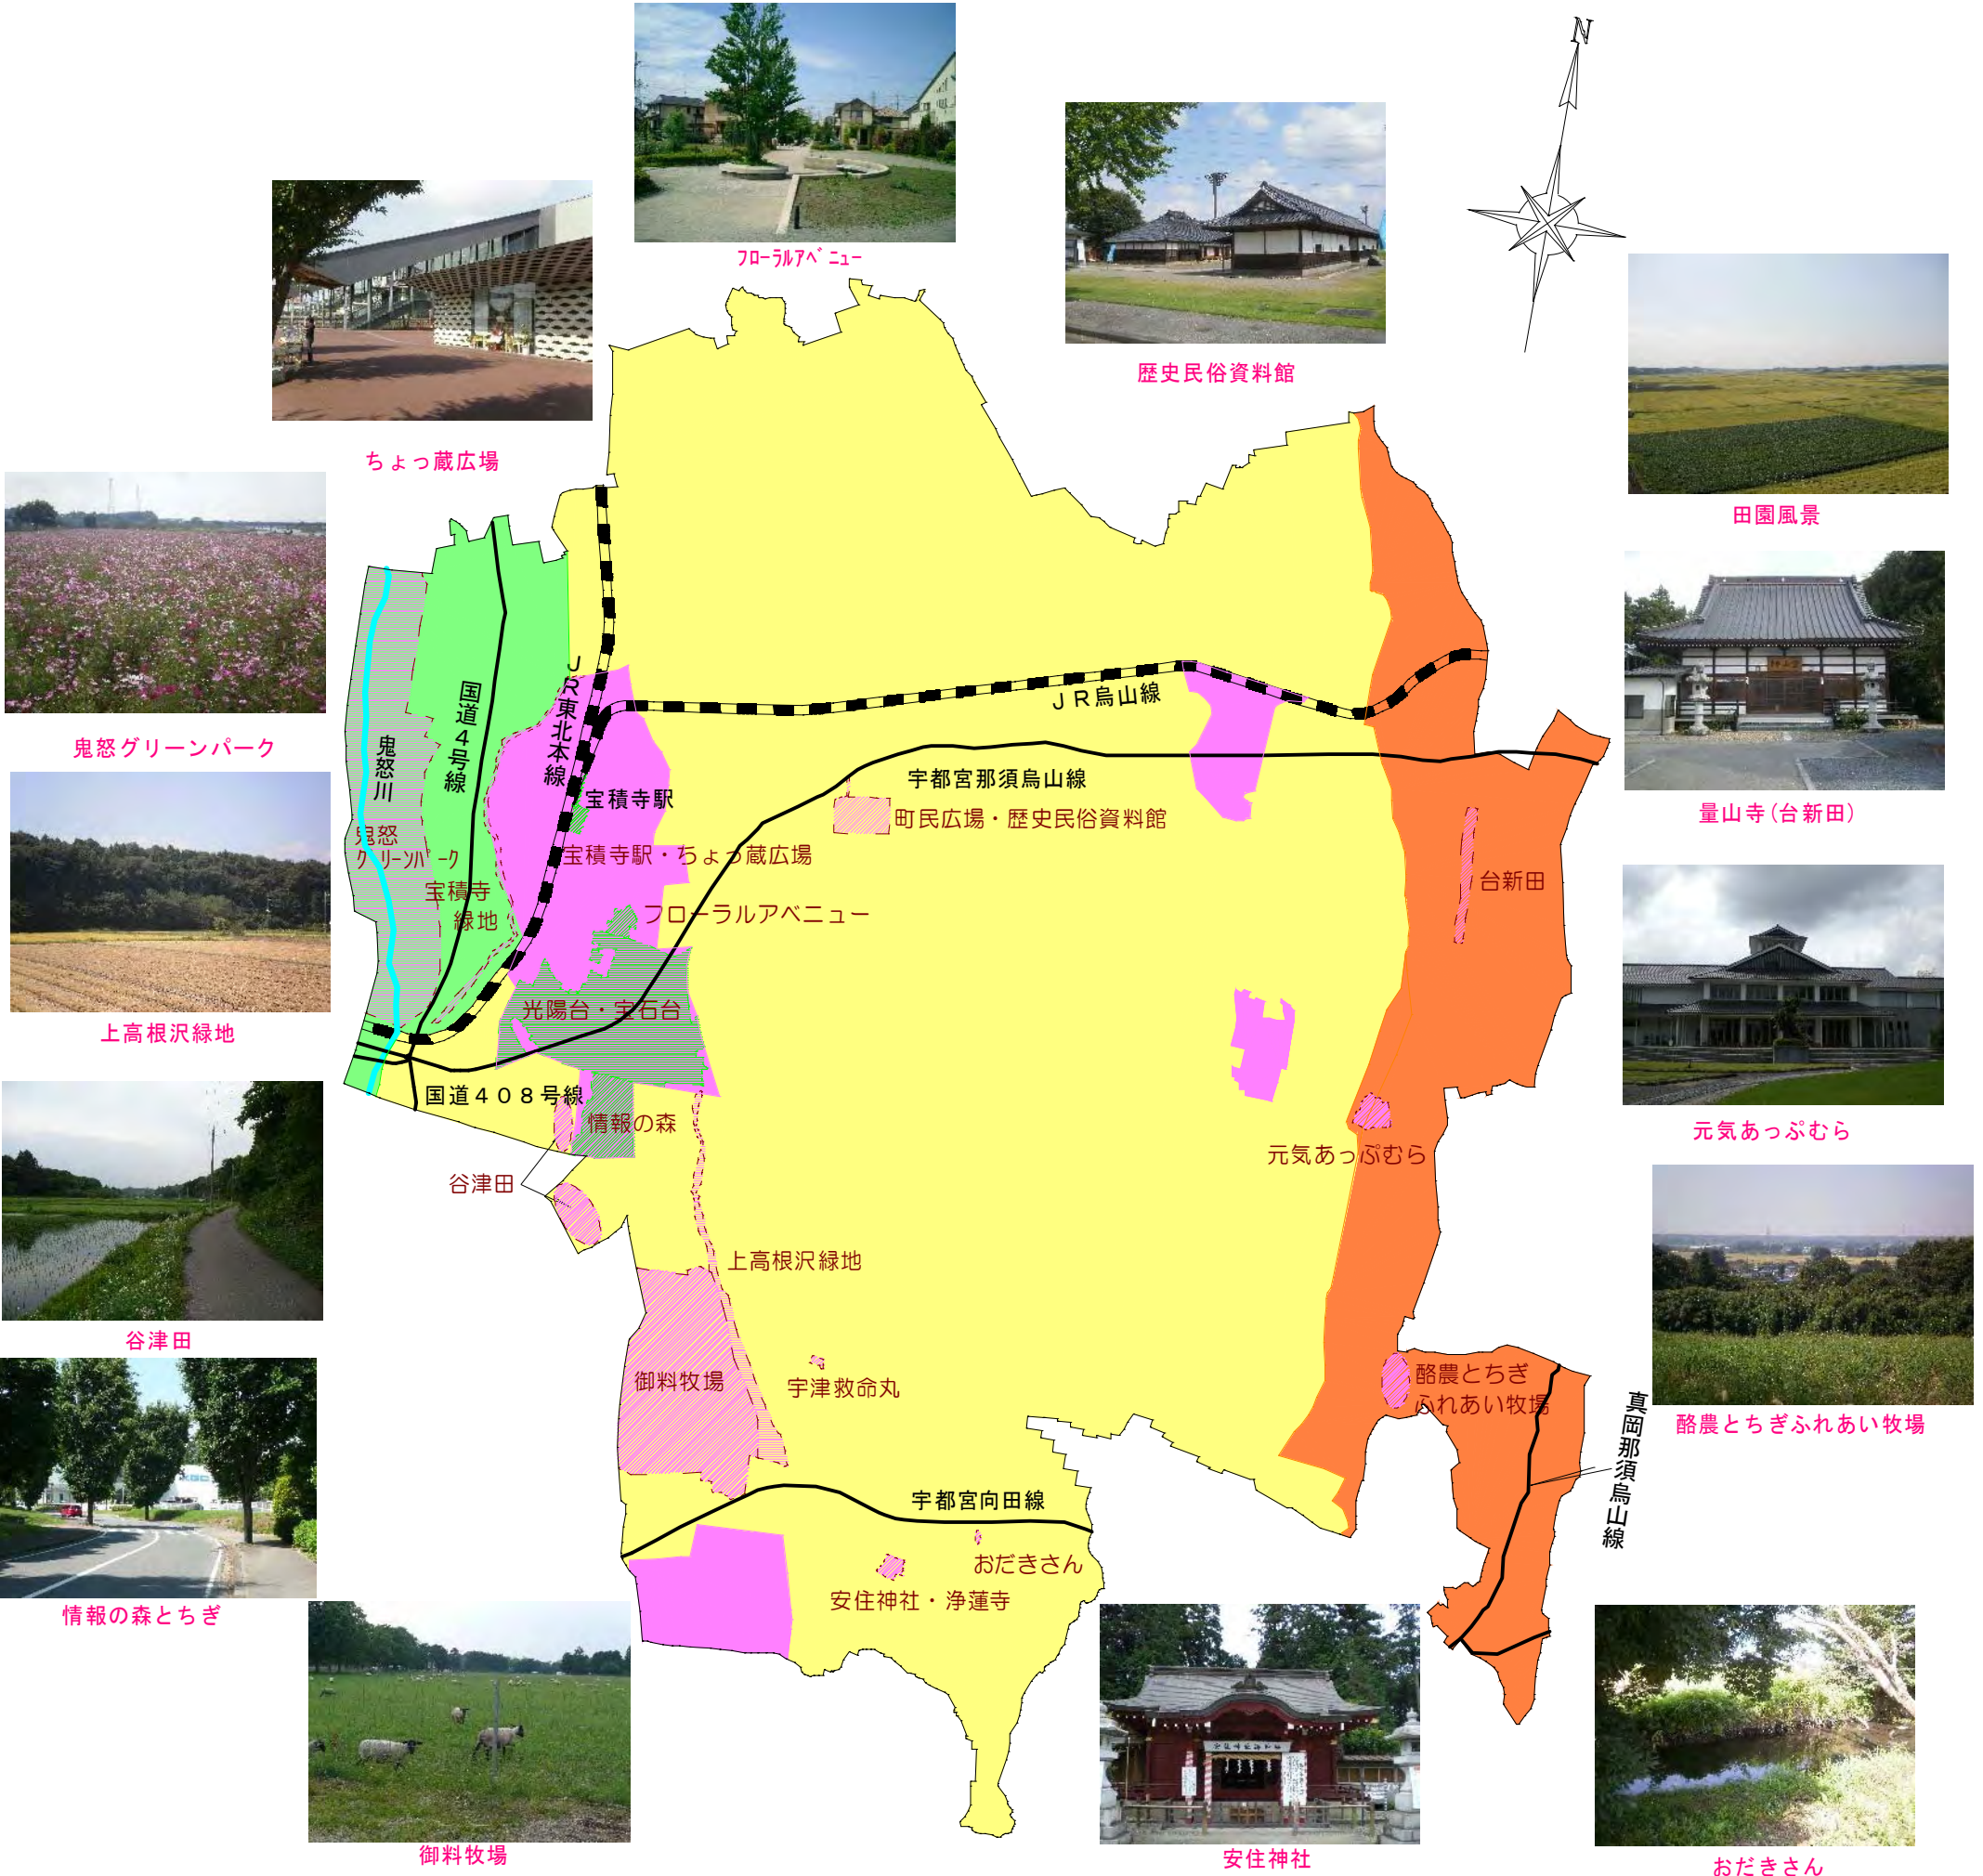 N
フローラルアベニュー
歴史民俗資料館
ちょっ蔵広場
田園風景
鬼怒グリーンパーク
量山寺(台新田)
上高根沢緑地
元気あっぷむら
谷津田
酪農とちぎふれあい牧場
情報の森とちぎ
御料牧場
安住神社
おだきさん
ＪＲ東北本線
国道４号線
鬼怒川
ＪＲ烏山線
宇都宮那須烏山線
宝積寺駅
町民広場・歴史民俗資料館
鬼怒
グリーンパーク
宝積寺駅・ちょっ蔵広場
宝積寺
緑地
フローラルアベニュー
台新田
光陽台・宝石台
国道４０８号線
情報の森
元気あっぷむら
谷津田
上高根沢緑地
御料牧場
宇津救命丸
酪農とちぎ
ふれあい牧場
真岡那須烏山線
宇都宮向田線
おだきさん
安住神社・浄蓮寺